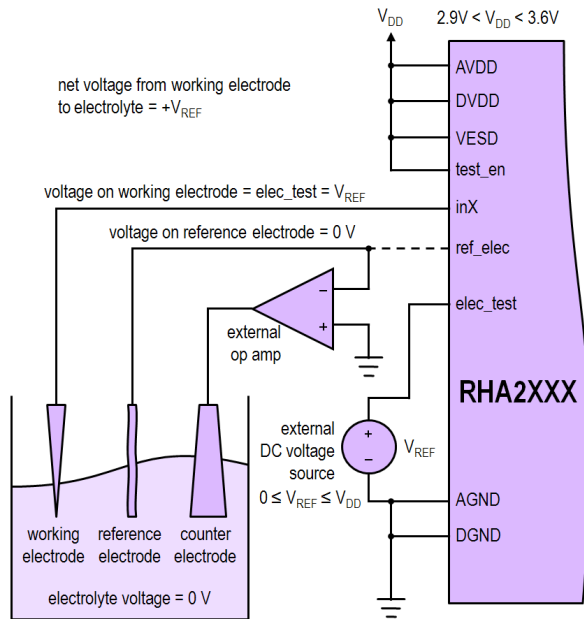 V_DD
2.9V < V_DD < 3.6V
AVDD
net voltage from working electrode
to electrolyte = +V_REF
DVDD
VESD
test_en
voltage on working electrode = elec_test = V_REF
inX
voltage on reference electrode = 0 V
ref_elec
−
+
external
op amp
elec_test
RHA2XXX
external
DC voltage
source
0 ≤ V_REF ≤ V_DD
+
−
V_REF
AGND
DGND
working
electrode
reference
electrode
counter
electrode
electrolyte voltage = 0 V